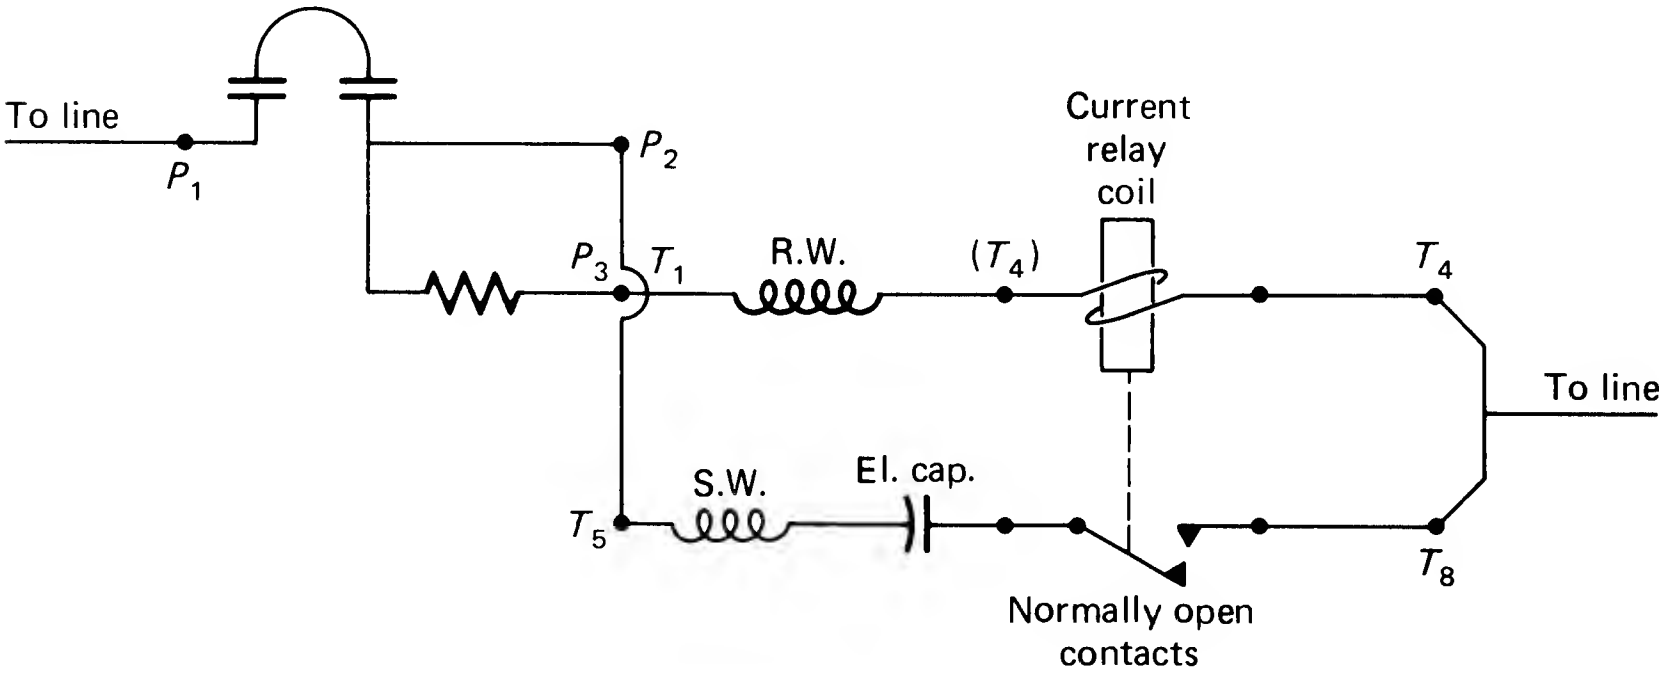 To line
P1
P2
P3
T1
R.W.
(T4)
Current
relay
coil
T4
To line
T5
S.W.
El. cap.
T8
Normally open
contacts